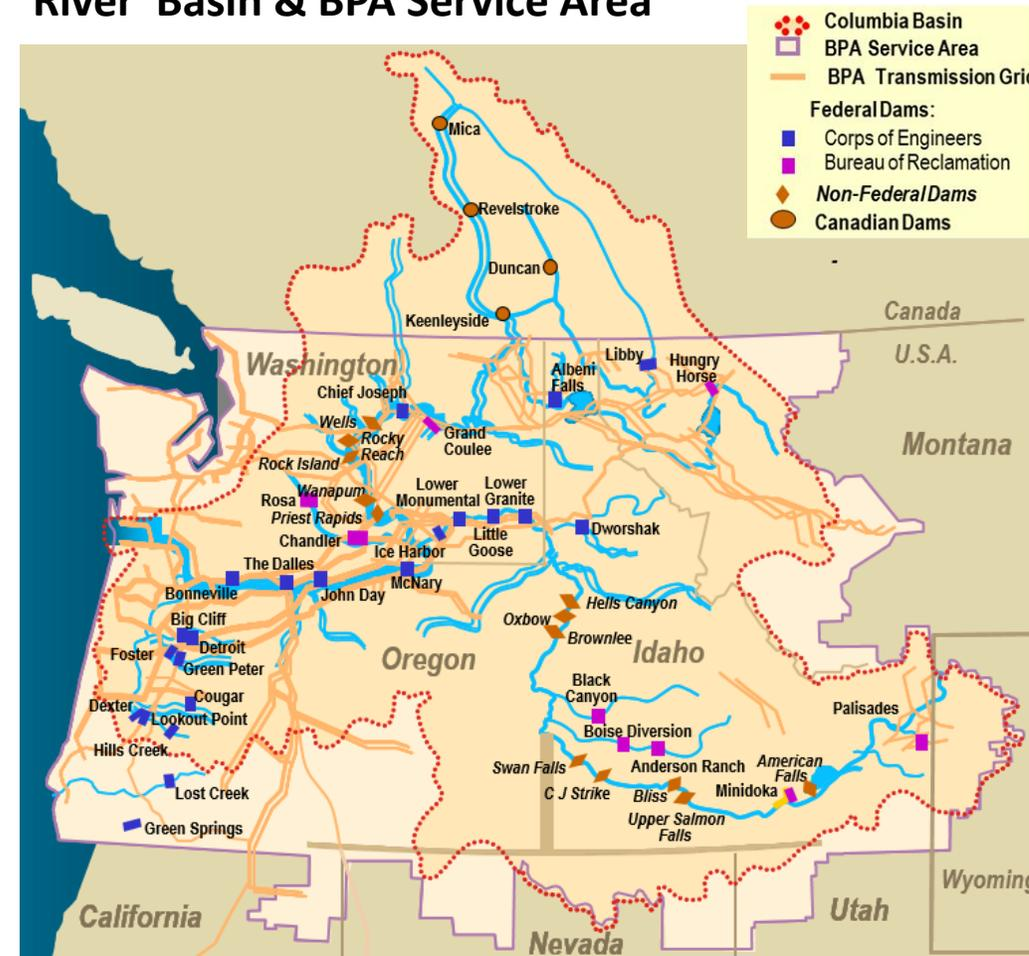 River Basin & BPA Service Area
Columbia Basin
BPA Service Area
BPA Transmission Gri
Federal Dams:
Corps of Engineers
Bureau of Reclamation
Non-Federal Dams
Canadian Dams
-
Mica
Revelstroke
Duncan
Keenleyside
Canada
U.S.A.
Washington
Libby
Hungry
Horse
Albeni
Falls
Chief Joseph
Wells
Rocky
Reach
Grand
Coulee
Rock Island
Montana
Rosa
Wanapum
Lower
Monumental
Lower
Granite
Priest Rapids
Chandler
Ice Harbor
Little
Goose
Dworshak
The Dalles
McNary
Bonneville
John Day
Big Cliff
Hells Canyon
Oxbow
Brownlee
Foster
Detroit
Green Peter
Oregon
Idaho
Cougar
Dexter
Lookout Point
Black
Canyon
Palisades
Boise Diversion
Hills Creek
Swan Falls
Anderson Ranch
American
Falls
Lost Creek
C J Strike
Bliss
Minidoka
Upper Salmon
Falls
Green Springs
Wyoming
California
Utah
Nevada